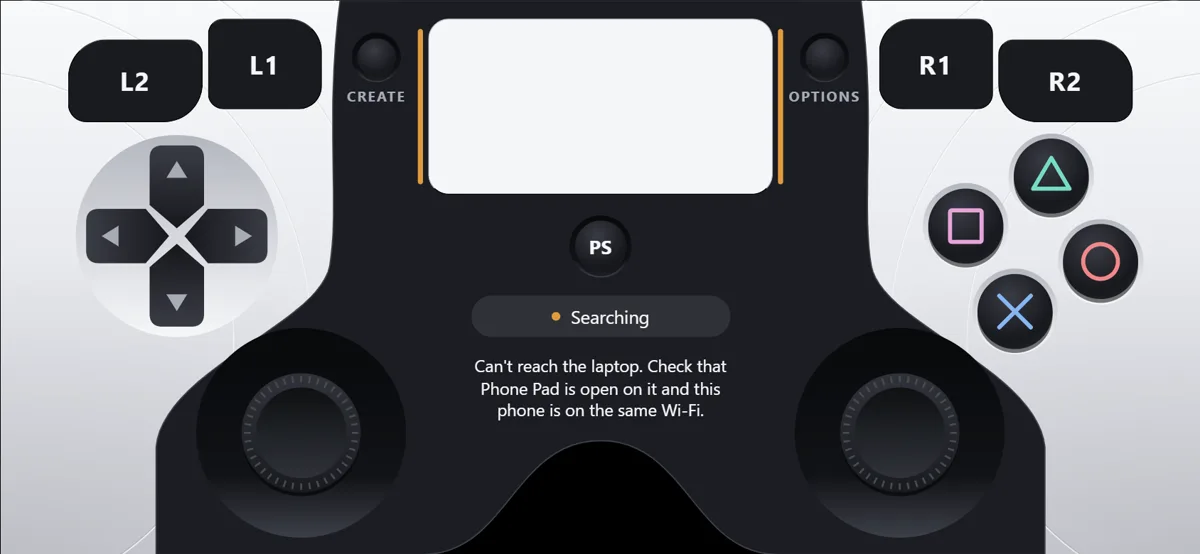 L2
L1
CREATE
OPTIONS
R1
R2
PS
Searching
Can't reach the laptop. Check that
Phone Pad is open on it and this
phone is on the same Wi-Fi.